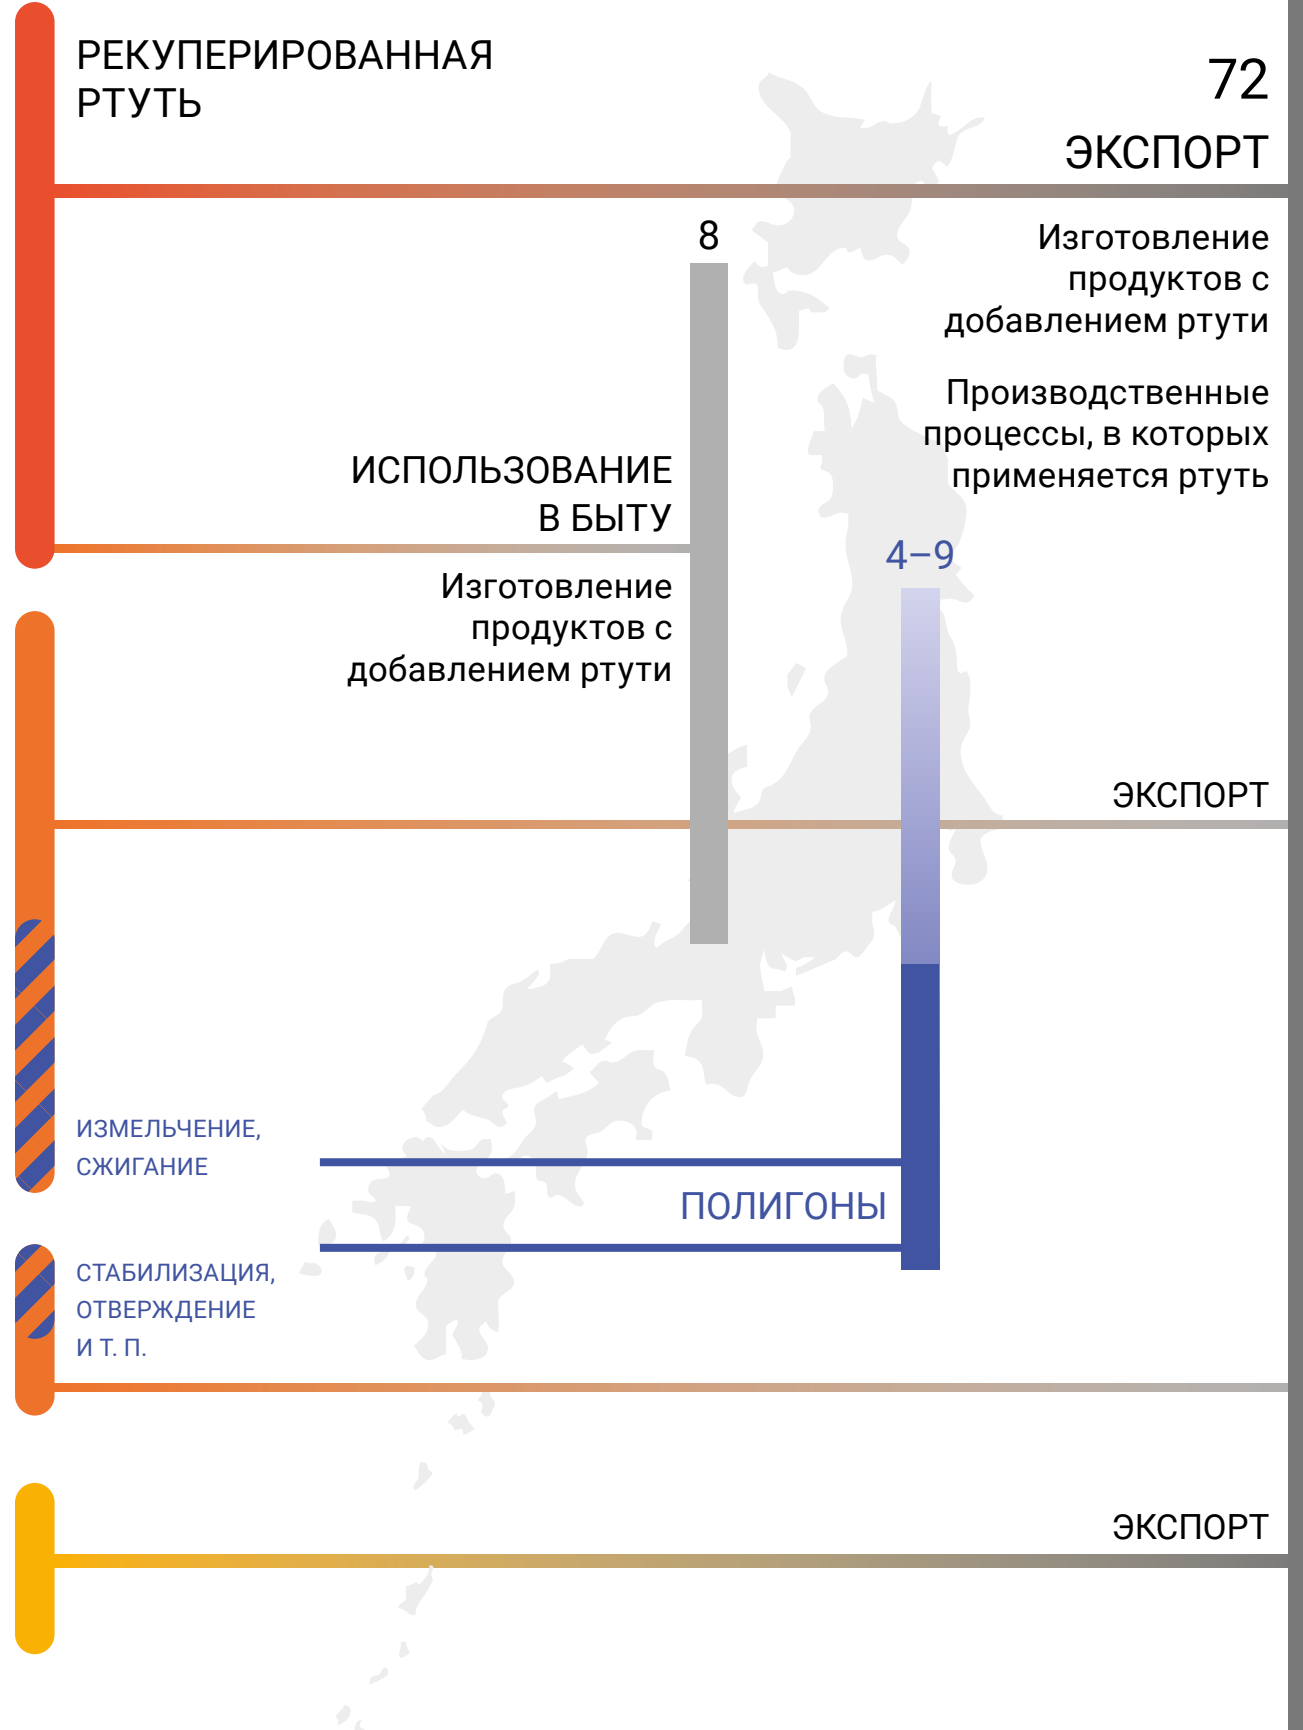 РЕКУПЕРИРОВАННАЯ
РТУТЬ
72
ЭКСПОРТ
8
Изготовление
продуктов с
добавлением ртути
Производственные
процессы, в которых
применяется ртуть
ИСПОЛЬЗОВАНИЕ
В БЫТУ
4–9
Изготовление
продуктов с
добавлением ртути
ЭКСПОРТ
ИЗМЕЛЬЧЕНИЕ,
СЖИГАНИЕ
ПОЛИГОНЫ
СТАБИЛИЗАЦИЯ,
ОТВЕРЖДЕНИЕ
И Т. П.
ЭКСПОРТ